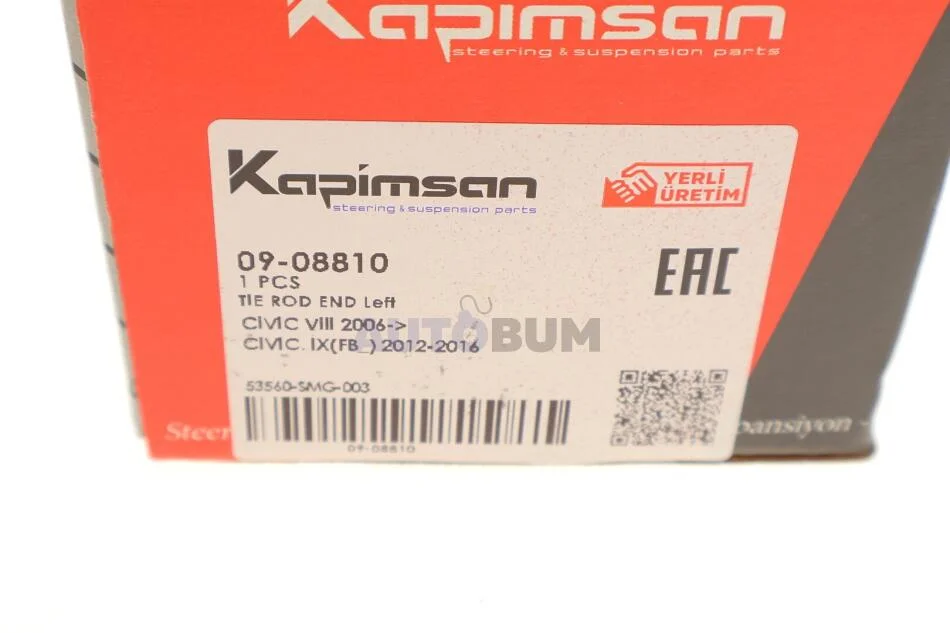 Kapimsan
steering & suspension parts
Kapimsan
steering & suspension parts
YERLİ
ÜRETİM
09-08810
1 PCS
TIE ROD END Left
EAC
CIVIC VIII 2006->
CIVIC. IX(FB_) 2012-2016
AUTOBUM
53560-SMG-003
09-08810